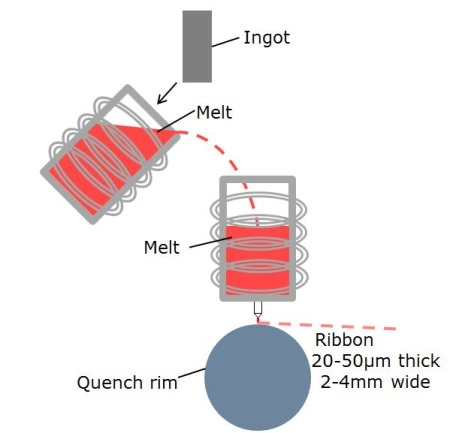 Ingot
Melt
Melt
Ribbon
20-50µm thick
2-4mm wide
Quench rim